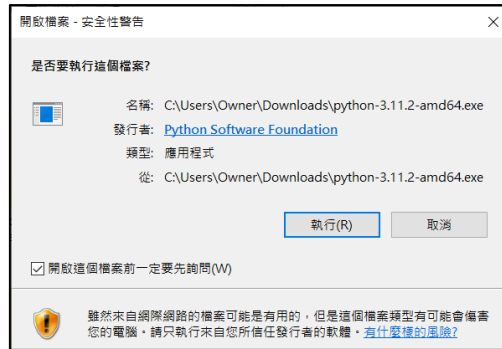 開啟檔案 - 安全性警告
是否要執行這個檔案?
名稱: C:\Users\Owner\Downloads\python-3.11.2-amd64.exe
發行者: Python Software Foundation
類型: 應用程式
從: C:\Users\Owner\Downloads\python-3.11.2-amd64.exe
執行(R) 取消
開啟這個檔案前一定要先詢問(W)
雖然來自網際網路的檔案可能是有用的，但是這個檔案類型有可能會傷害
您的電腦。請只執行來自您所信任發行者的軟體。有什麼樣的風險?